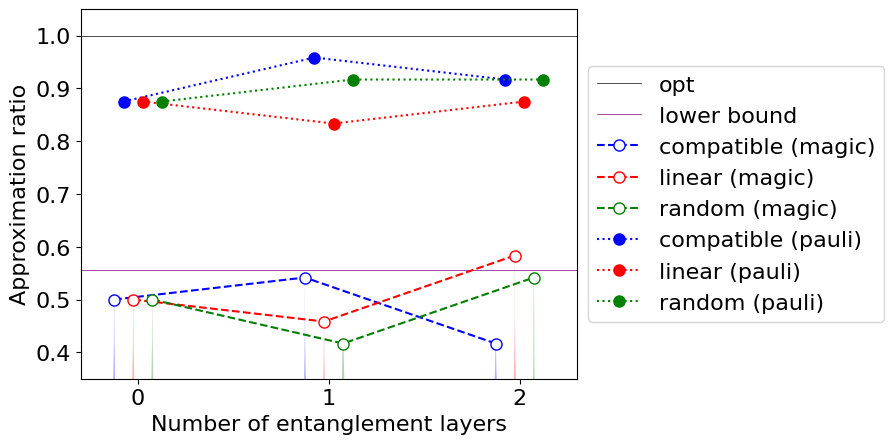 1.0
0.9
0.8
0.7
0.6
0.5
0.4
Approximation ratio
0
1
2
Number of entanglement layers
opt
lower bound
compatible (magic)
linear (magic)
random (magic)
compatible (pauli)
linear (pauli)
random (pauli)